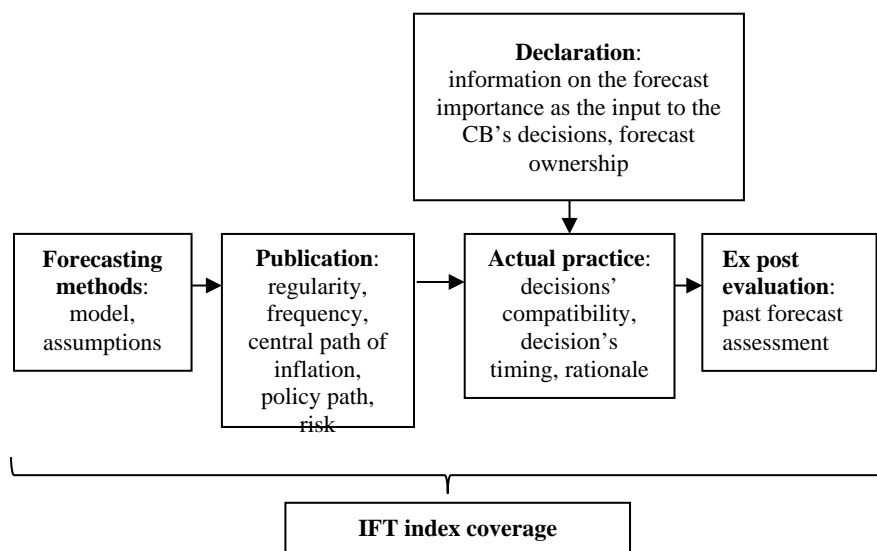 Declaration:
information on the forecast
importance as the input to the
CB’s decisions, forecast
ownership
Forecasting
methods:
model,
assumptions
Publication:
regularity,
frequency,
central path of
inflation,
policy path,
risk
Actual practice:
decisions’
compatibility,
decision’s
timing, rationale
Ex post
evaluation:
past forecast
assessment
IFT index coverage